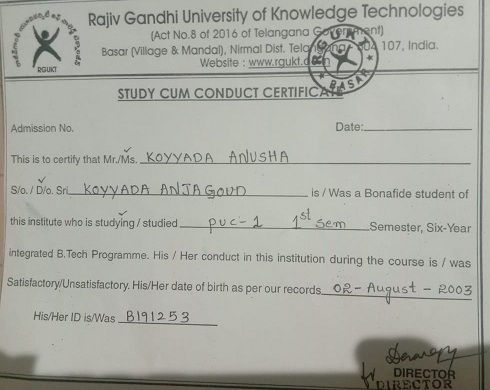 Rajiv Gandhi University of Knowledge Technologies
(Act No.8 of 2016 of Telangana Government)
Basar (Village & Mandal), Nirmal Dist. Telangana- 504 107, India.
Website : www.rgukt.
RGUKT
BASAR
STUDY CUM CONDUCT CERTIFICATE
Admission No. Date:
This is to certify that Mr./Ms. KOYYADA ANUSHA
S/o. / D/o. Sri KOYYADA ANJAGOUD is / Was a Bonafide student of
this institute who is studying / studied PUC-1 1st Sem Semester, Six-Year
integrated B.Tech Programme. His / Her conduct in this institution during the course is / was
Satisfactory/Unsatisfactory. His/Her date of birth as per our records 02-August-2003
His/Her ID is/Was B191253
DIRECTOR
DIRECTOR